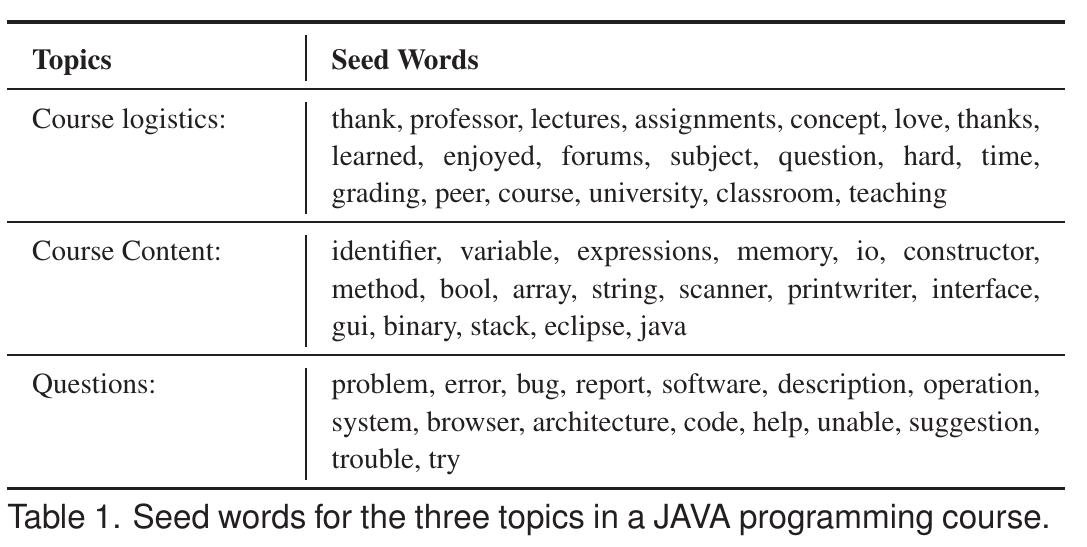 Topics Seed Words
Course logistics: thank, professor, lectures, assignments, concept, love, thanks,
learned, enjoyed, forums, subject, question, hard, time,
grading, peer, course, university, classroom, teaching
Course Content: identifier, variable, expressions, memory, io, constructor,
method, bool, array, string, scanner, printwriter, interface,
gui, binary, stack, eclipse, java
Questions: problem, error, bug, report, software, description, operation,
system, browser, architecture, code, help, unable, suggestion,
trouble, try
Table 1. Seed words for the three topics in a JAVA programming course.